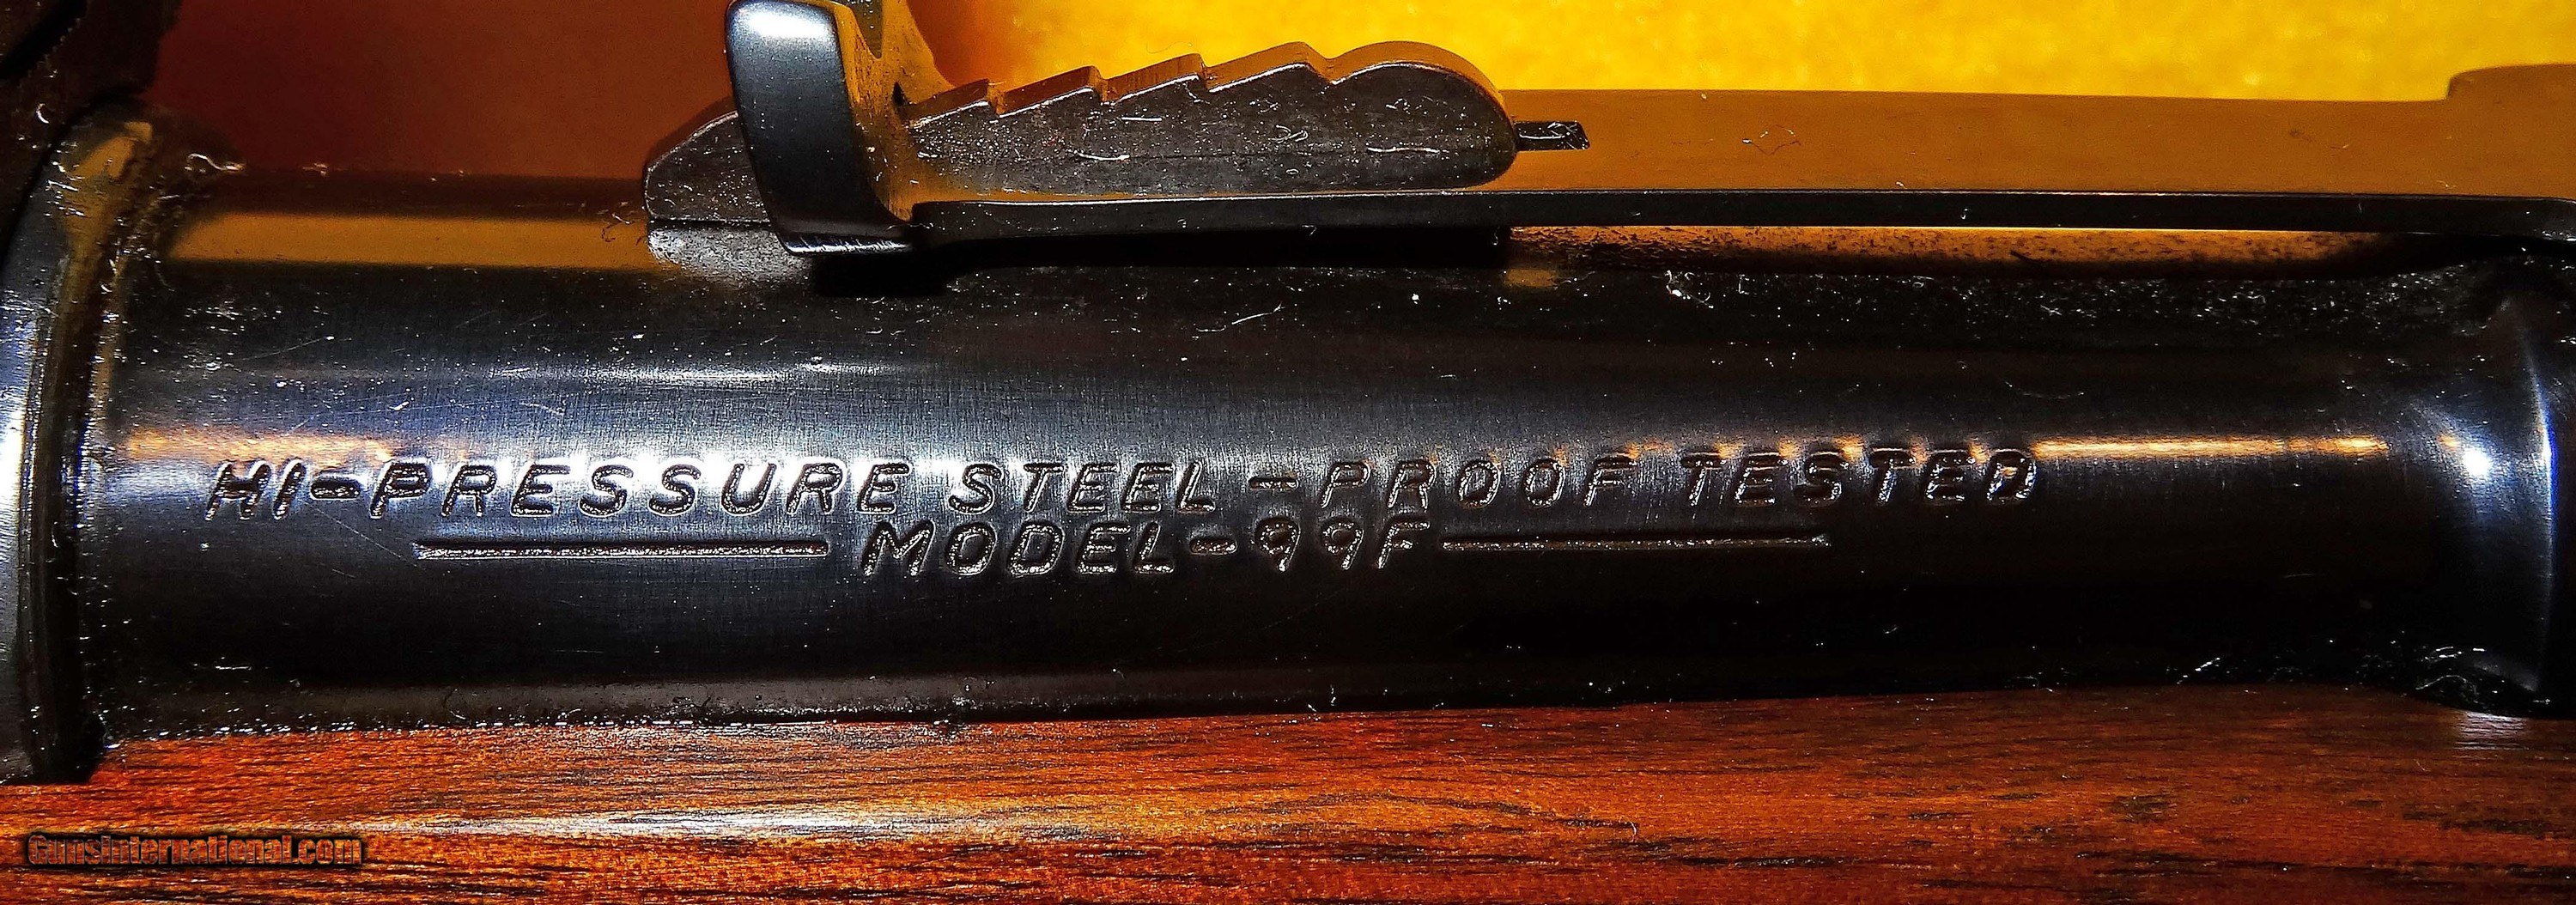 HI-PRESSURE STEEL-PROOF TESTED
MODEL-99F
GunsInternational.com